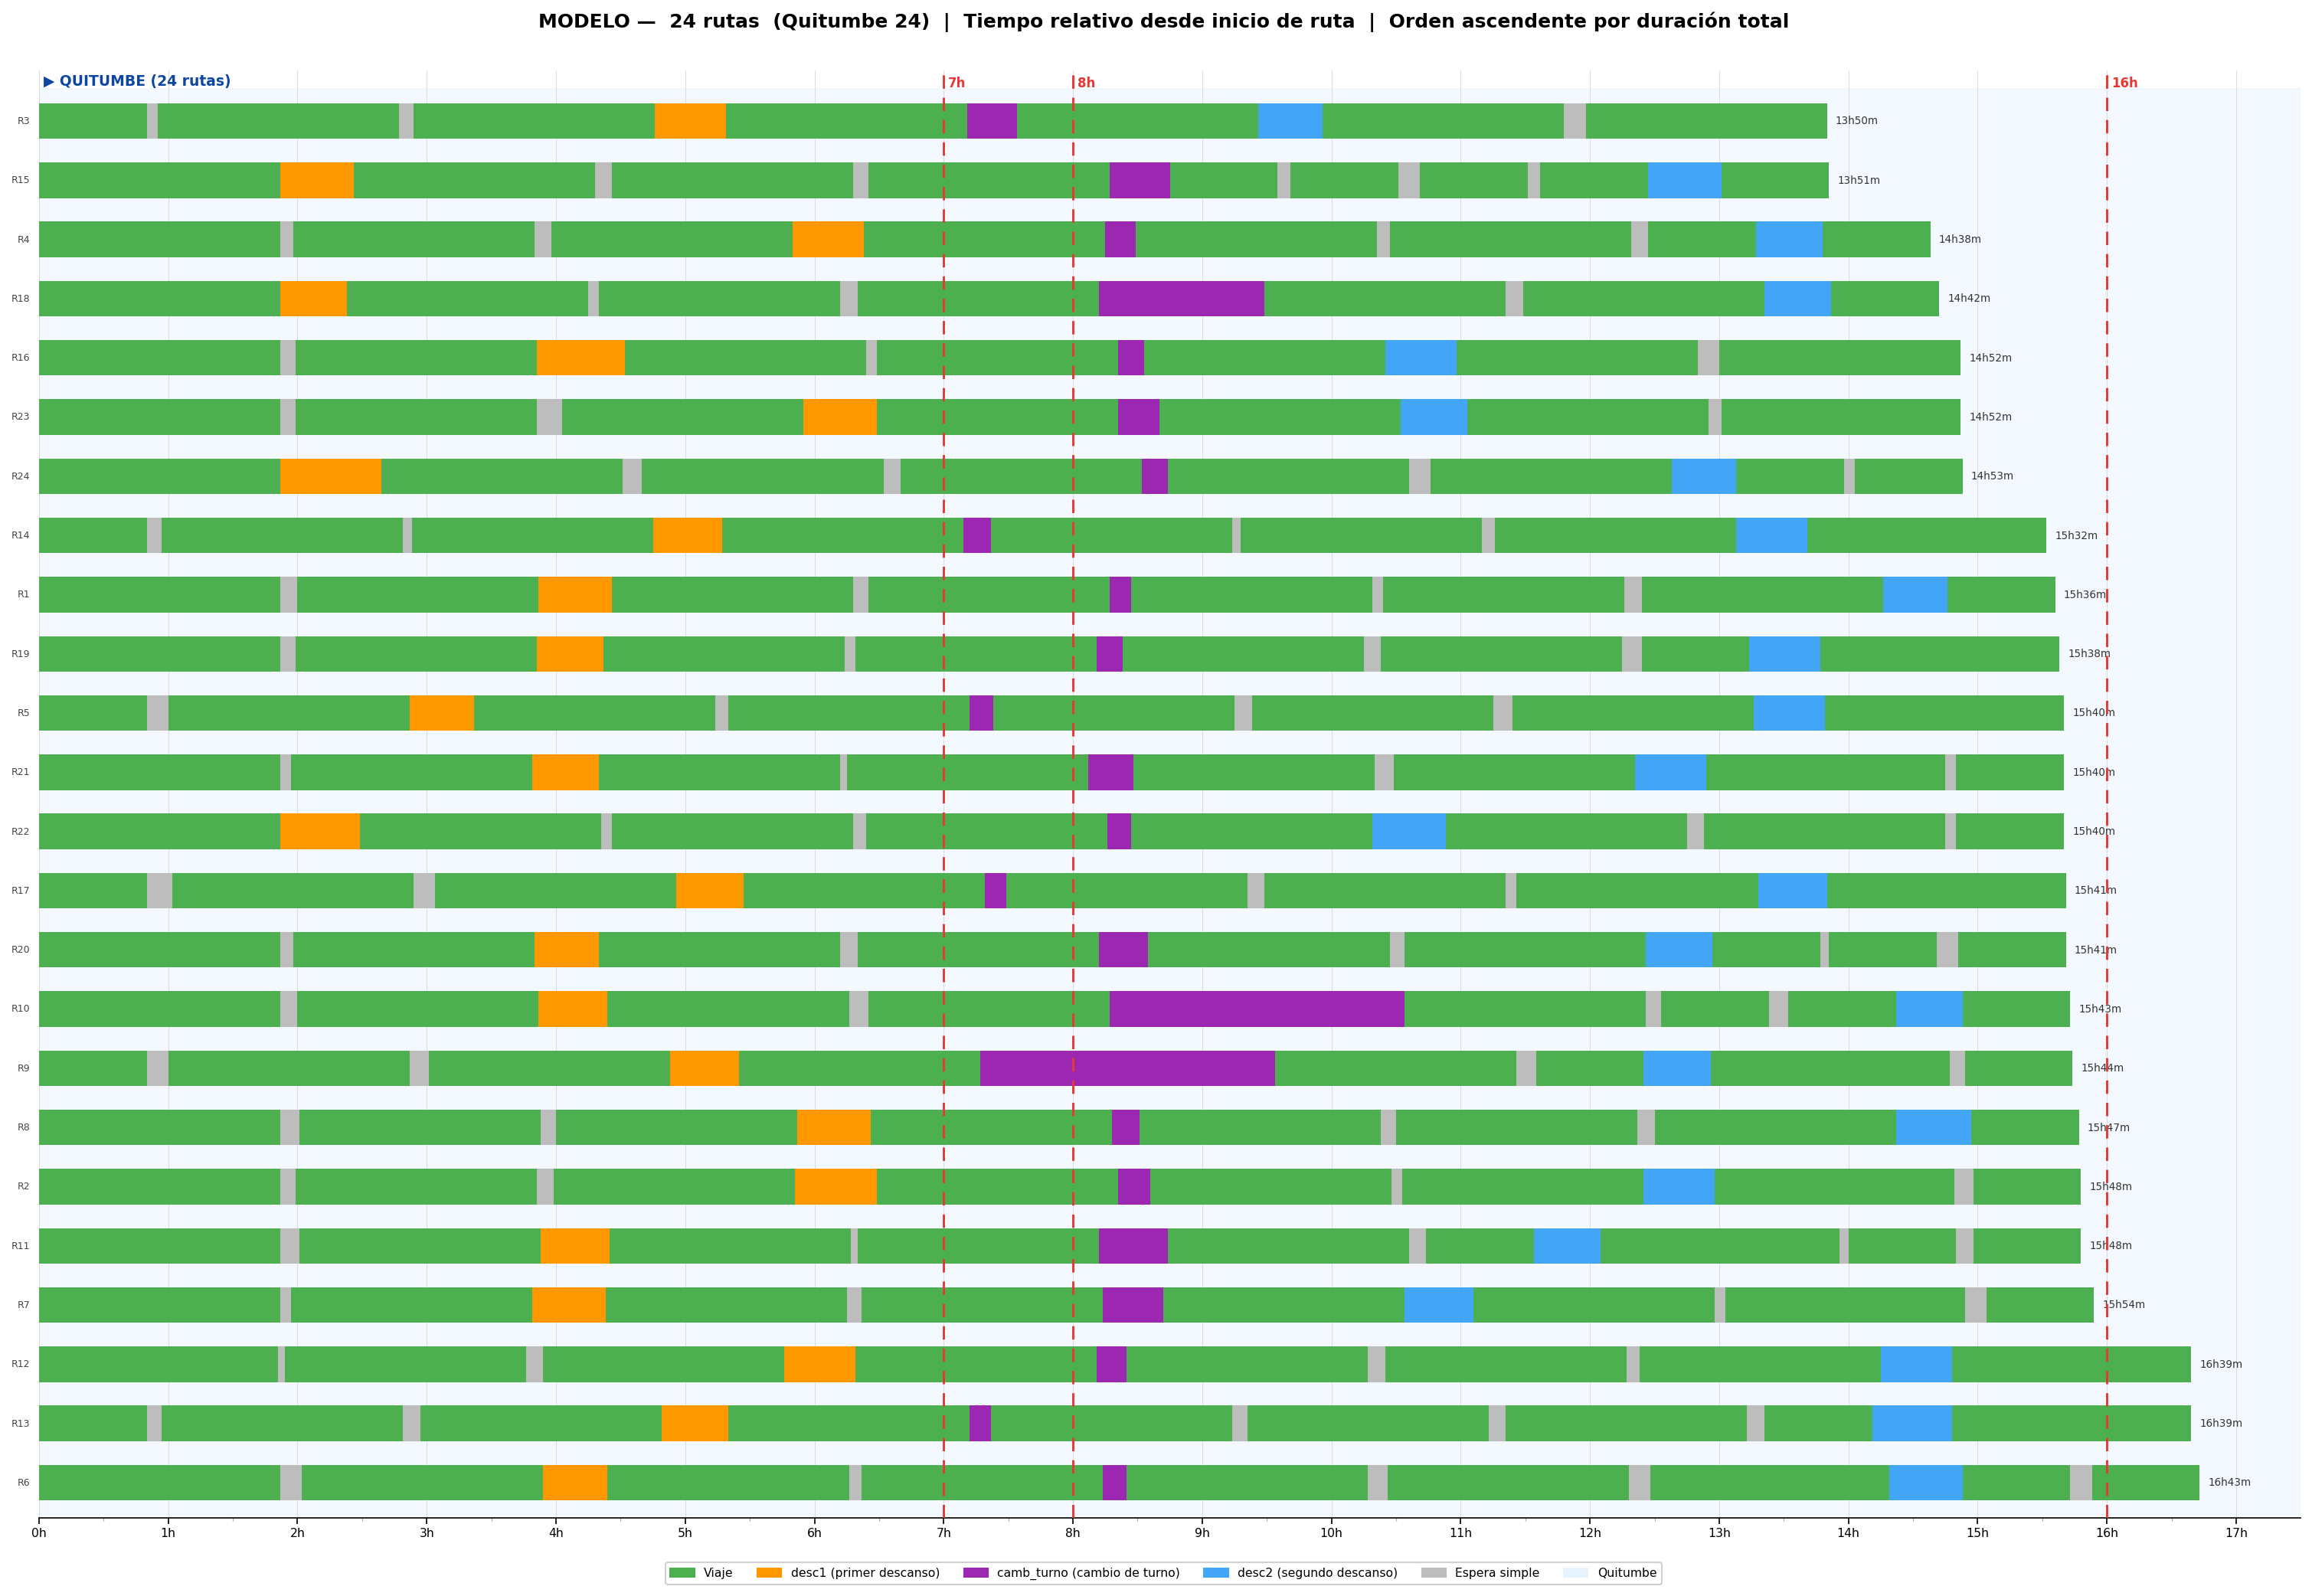 MODELO — 24 rutas (Quitumbe 24) | Tiempo relativo desde inicio de ruta | Orden ascendente por duración total
▶ QUITUMBE (24 rutas)
7h
8h
16h
R3 13h50m
R15 13h51m
R4 14h38m
R18 14h42m
R16 14h52m
R23 14h52m
R24 14h53m
R14 15h32m
R1 15h36m
R19 15h38m
R5 15h40m
R21 15h40m
R22 15h40m
R17 15h41m
R20 15h41m
R10 15h43m
R9 15h44m
R8 15h47m
R2 15h48m
R11 15h48m
R7 15h54m
R12 16h39m
R13 16h39m
R6 16h43m
0h 1h 2h 3h 4h 5h 6h 7h 8h 9h 10h 11h 12h 13h 14h 15h 16h 17h
Viaje desc1 (primer descanso) camb_turno (cambio de turno) desc2 (segundo descanso) Espera simple Quitumbe